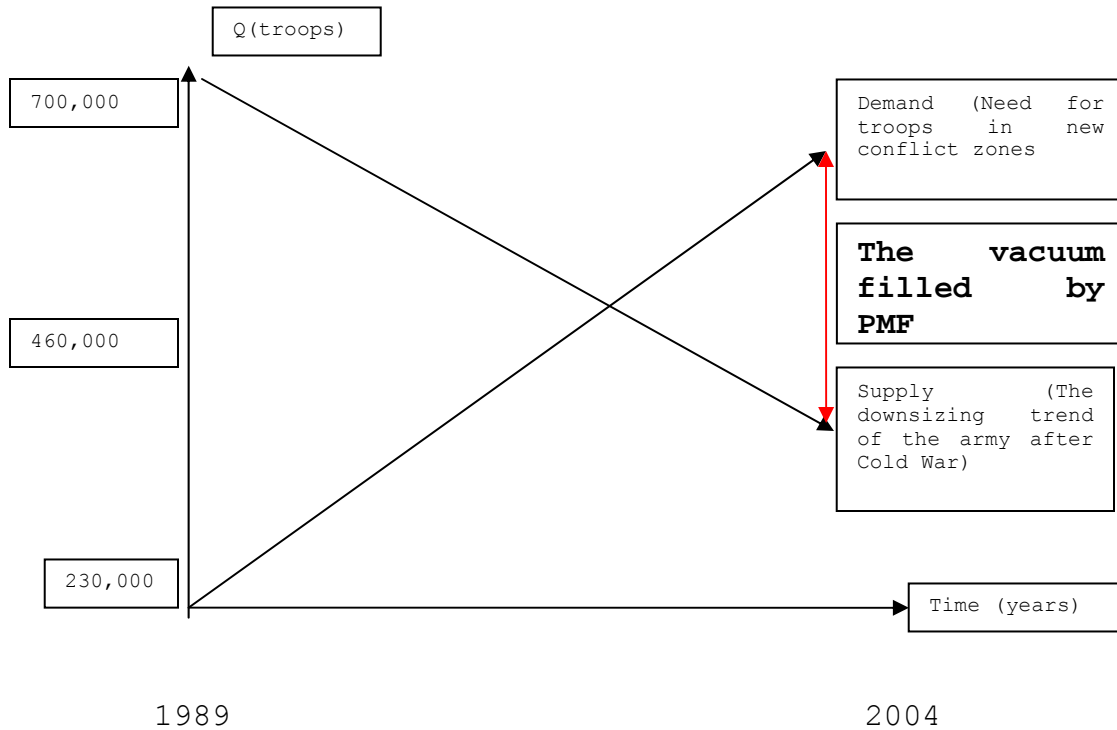 Q(troops)
700,000
Demand (Need for
troops in new
conflict zones
The vacuum
filled by
PMF
460,000
Supply (The
downsizing trend
of the army after
Cold War)
230,000
Time (years)
1989
2004